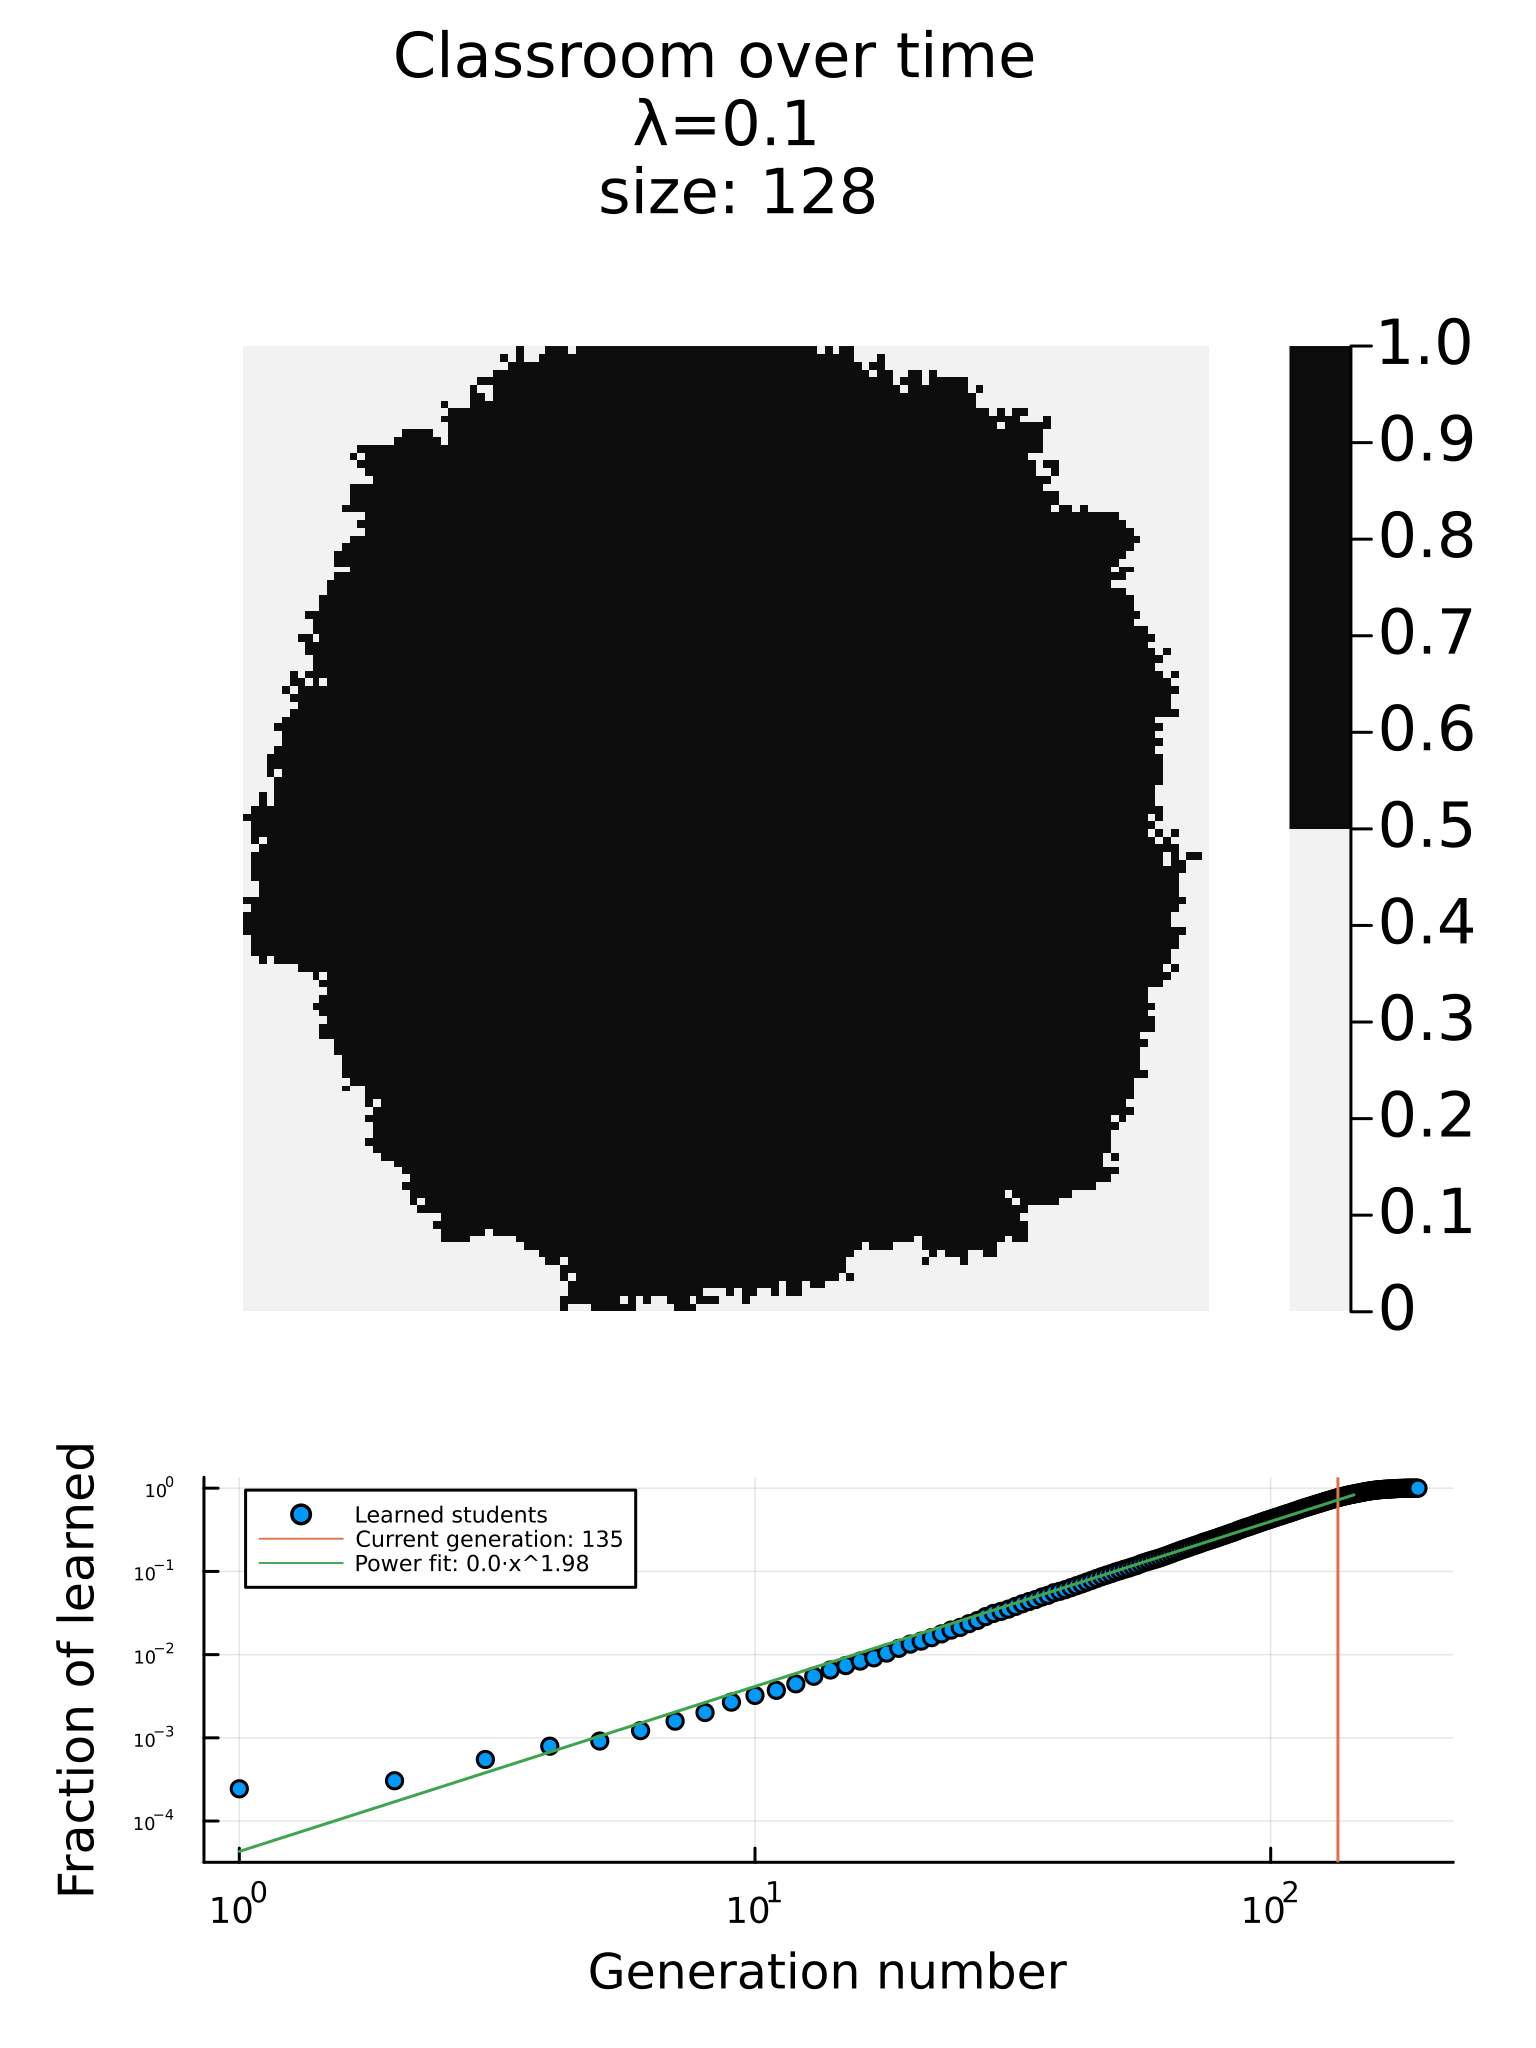 Classroom over time
λ=0.1
size: 128
1.0
0.9
0.8
0.7
0.6
0.5
0.4
0.3
0.2
0.1
0
Fraction of learned
10^0
10^-1
10^-2
10^-3
10^-4
Learned students
Current generation: 135
Power fit: 0.0·x^1.98
10^0
10^1
10^2
Generation number